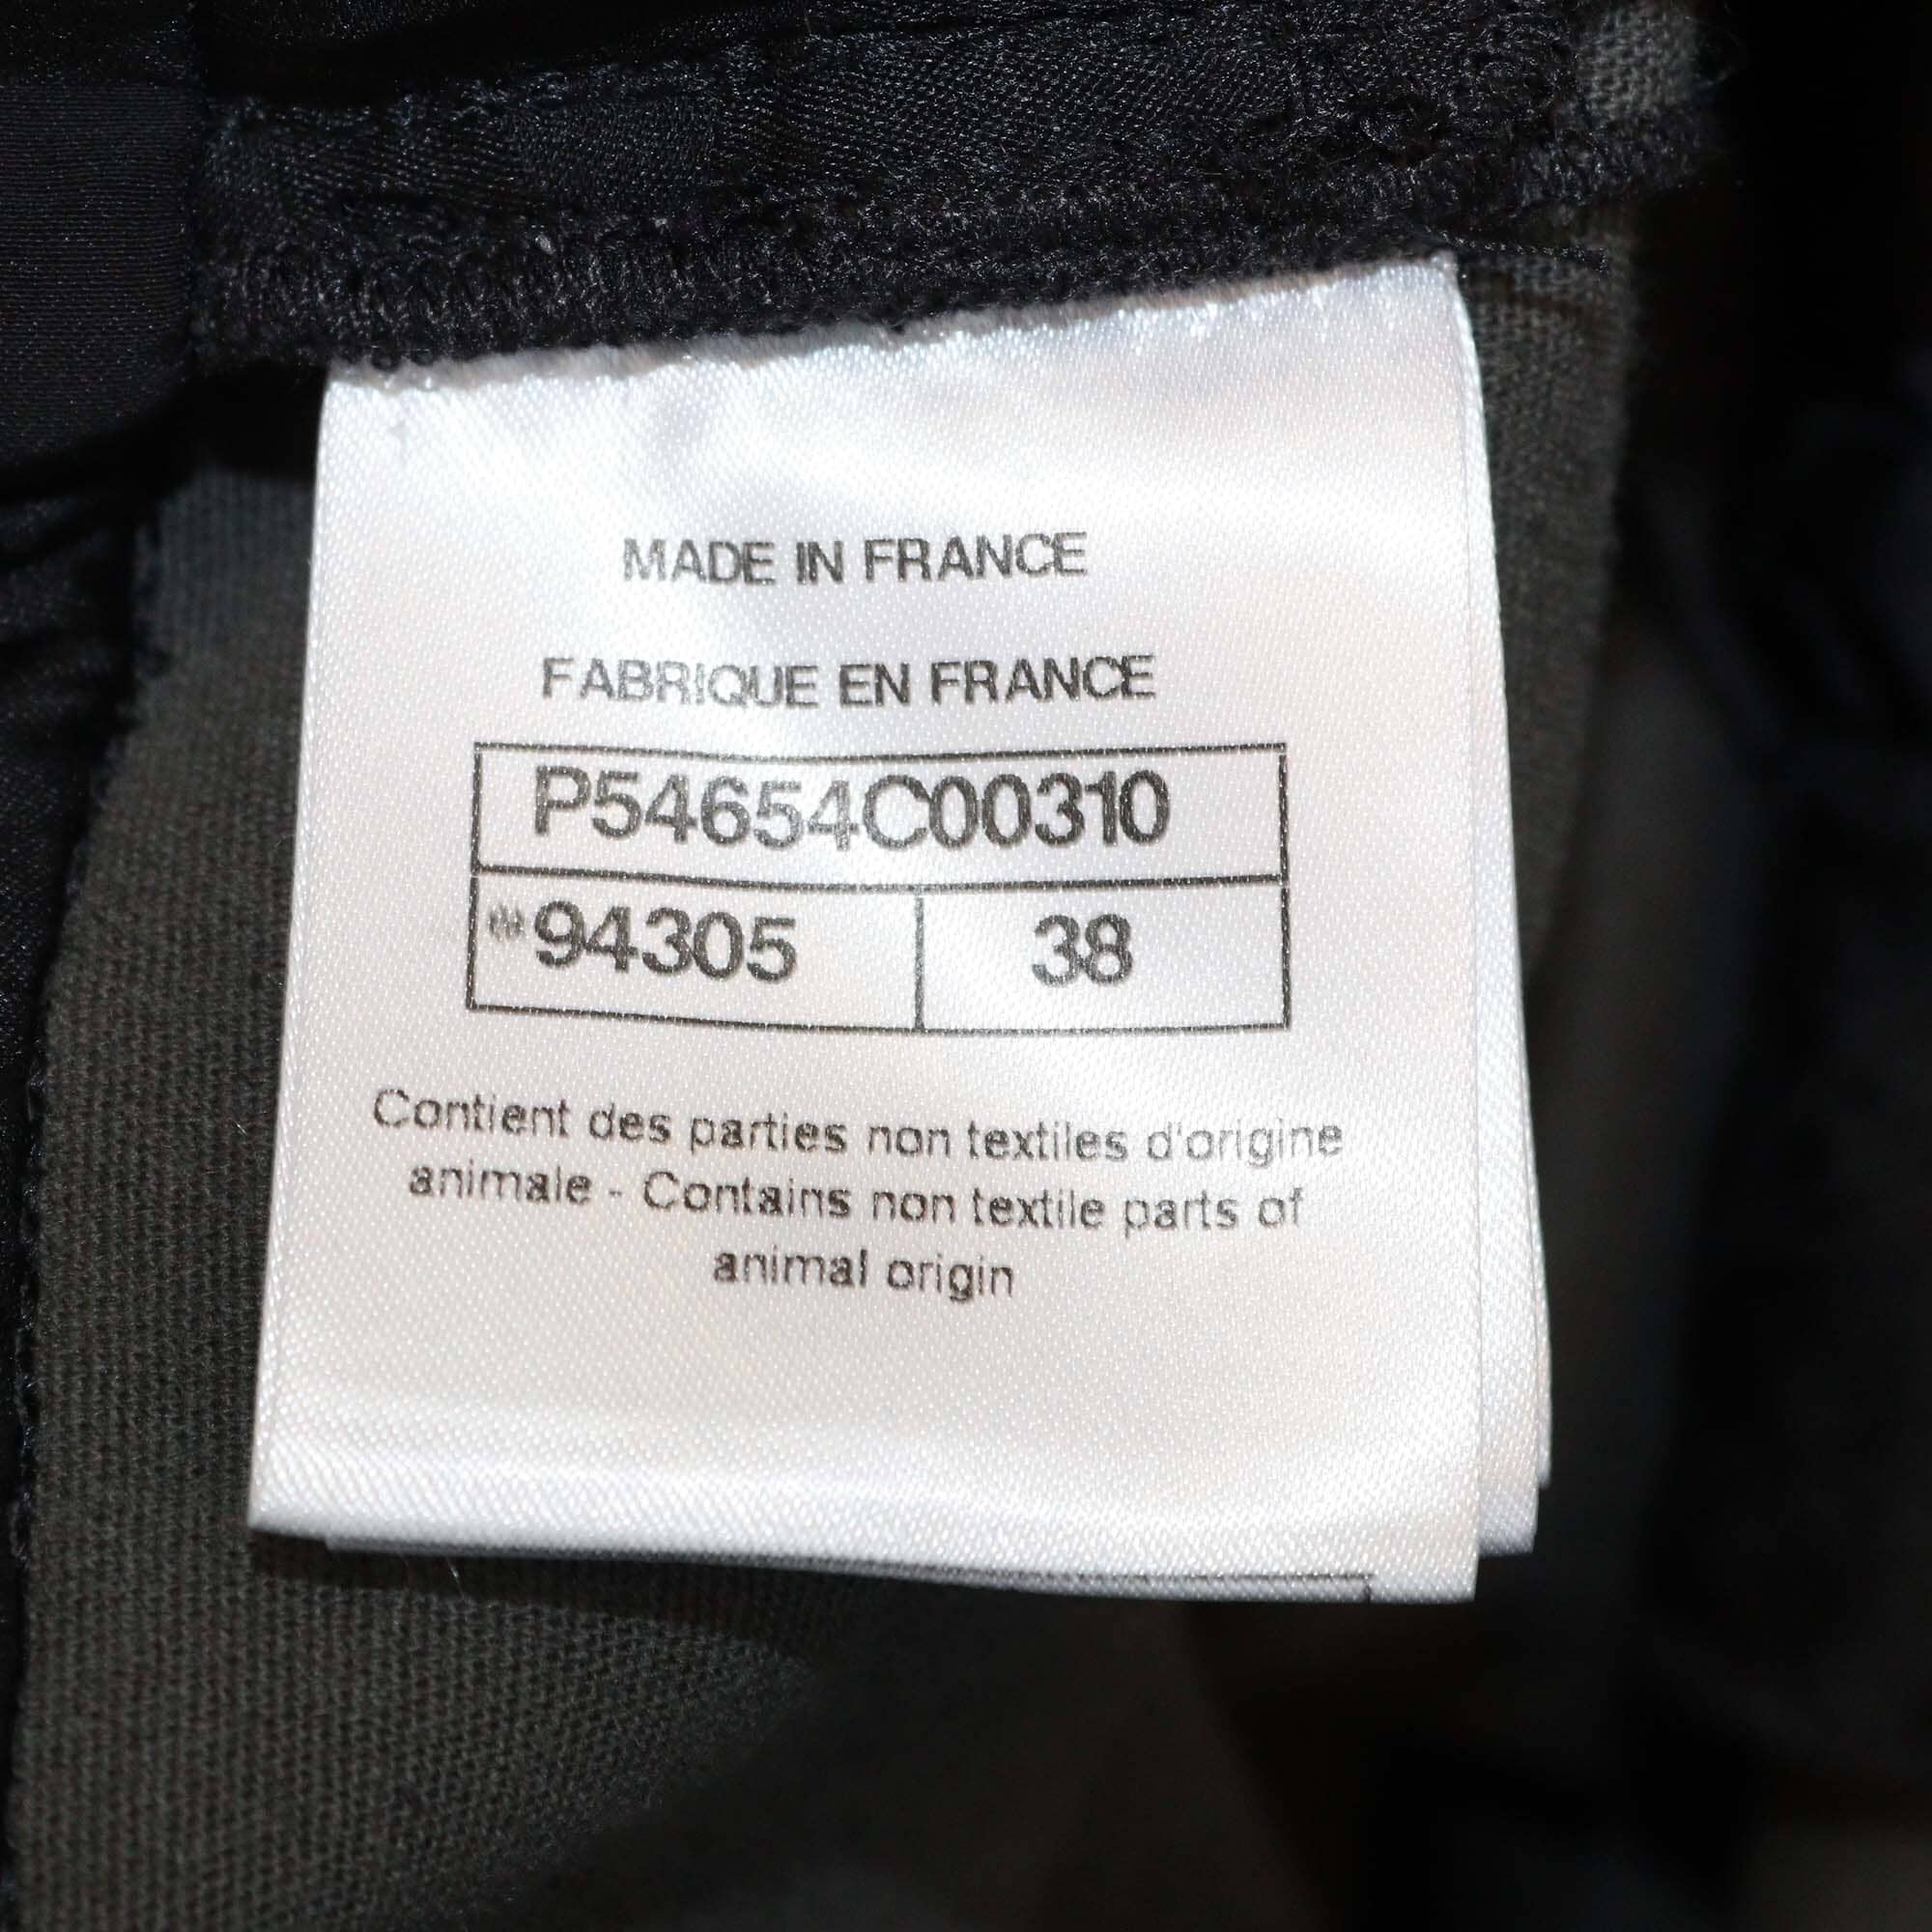 MADE IN FRANCE
FABRIQUE EN FRANCE
P54654C00310
94305 38
Contient des parties non textiles d'origine
animale - Contains non textile parts of
animal origin